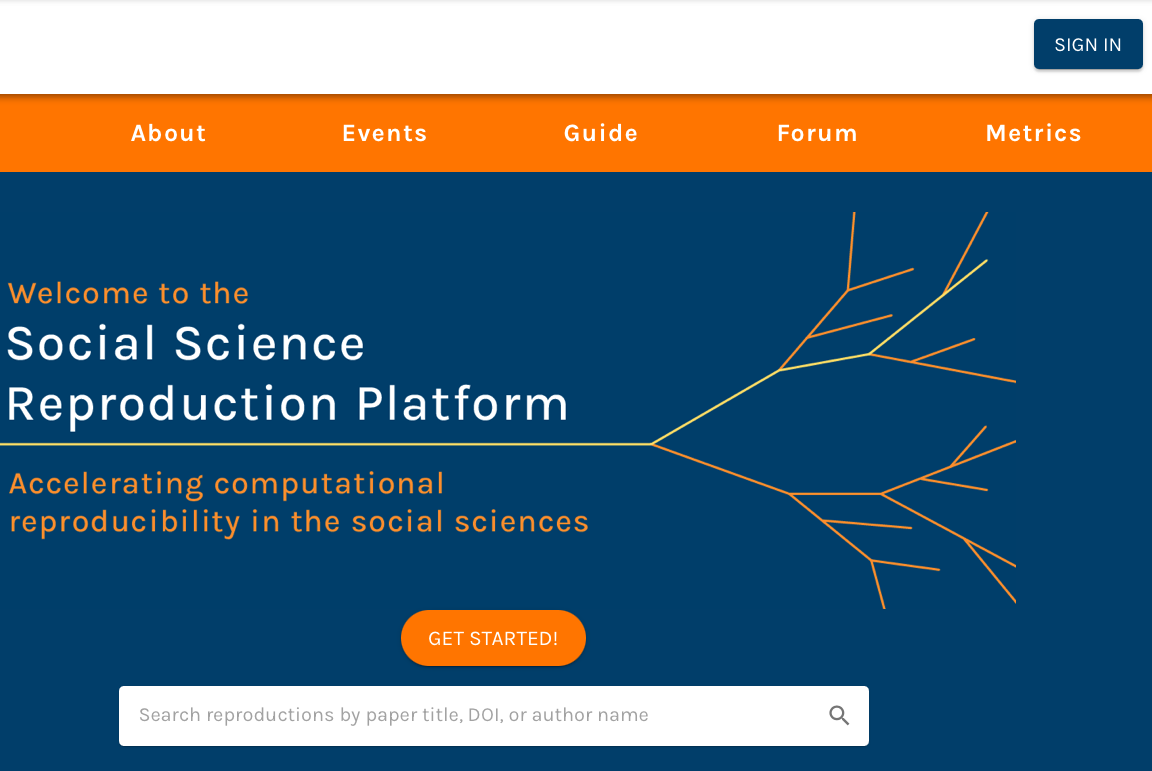 SIGN IN
About Events Guide Forum Metrics
Welcome to the
Social Science
Reproduction Platform
Accelerating computational
reproducibility in the social sciences
GET STARTED!
Search reproductions by paper title, DOI, or author name